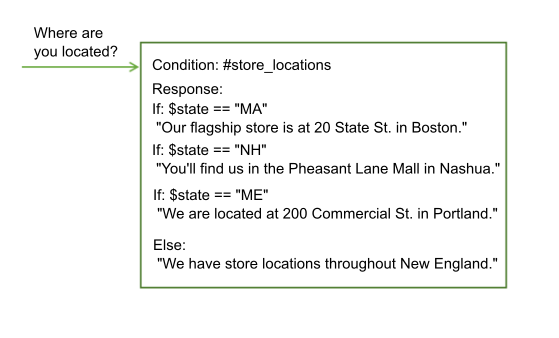 Where are
you located?
Condition: #store_locations
Response:
If: $state == "MA"
"Our flagship store is at 20 State St. in Boston."
If: $state == "NH"
"You'll find us in the Pheasant Lane Mall in Nashua."
If: $state == "ME"
"We are located at 200 Commercial St. in Portland."
Else:
"We have store locations throughout New England."